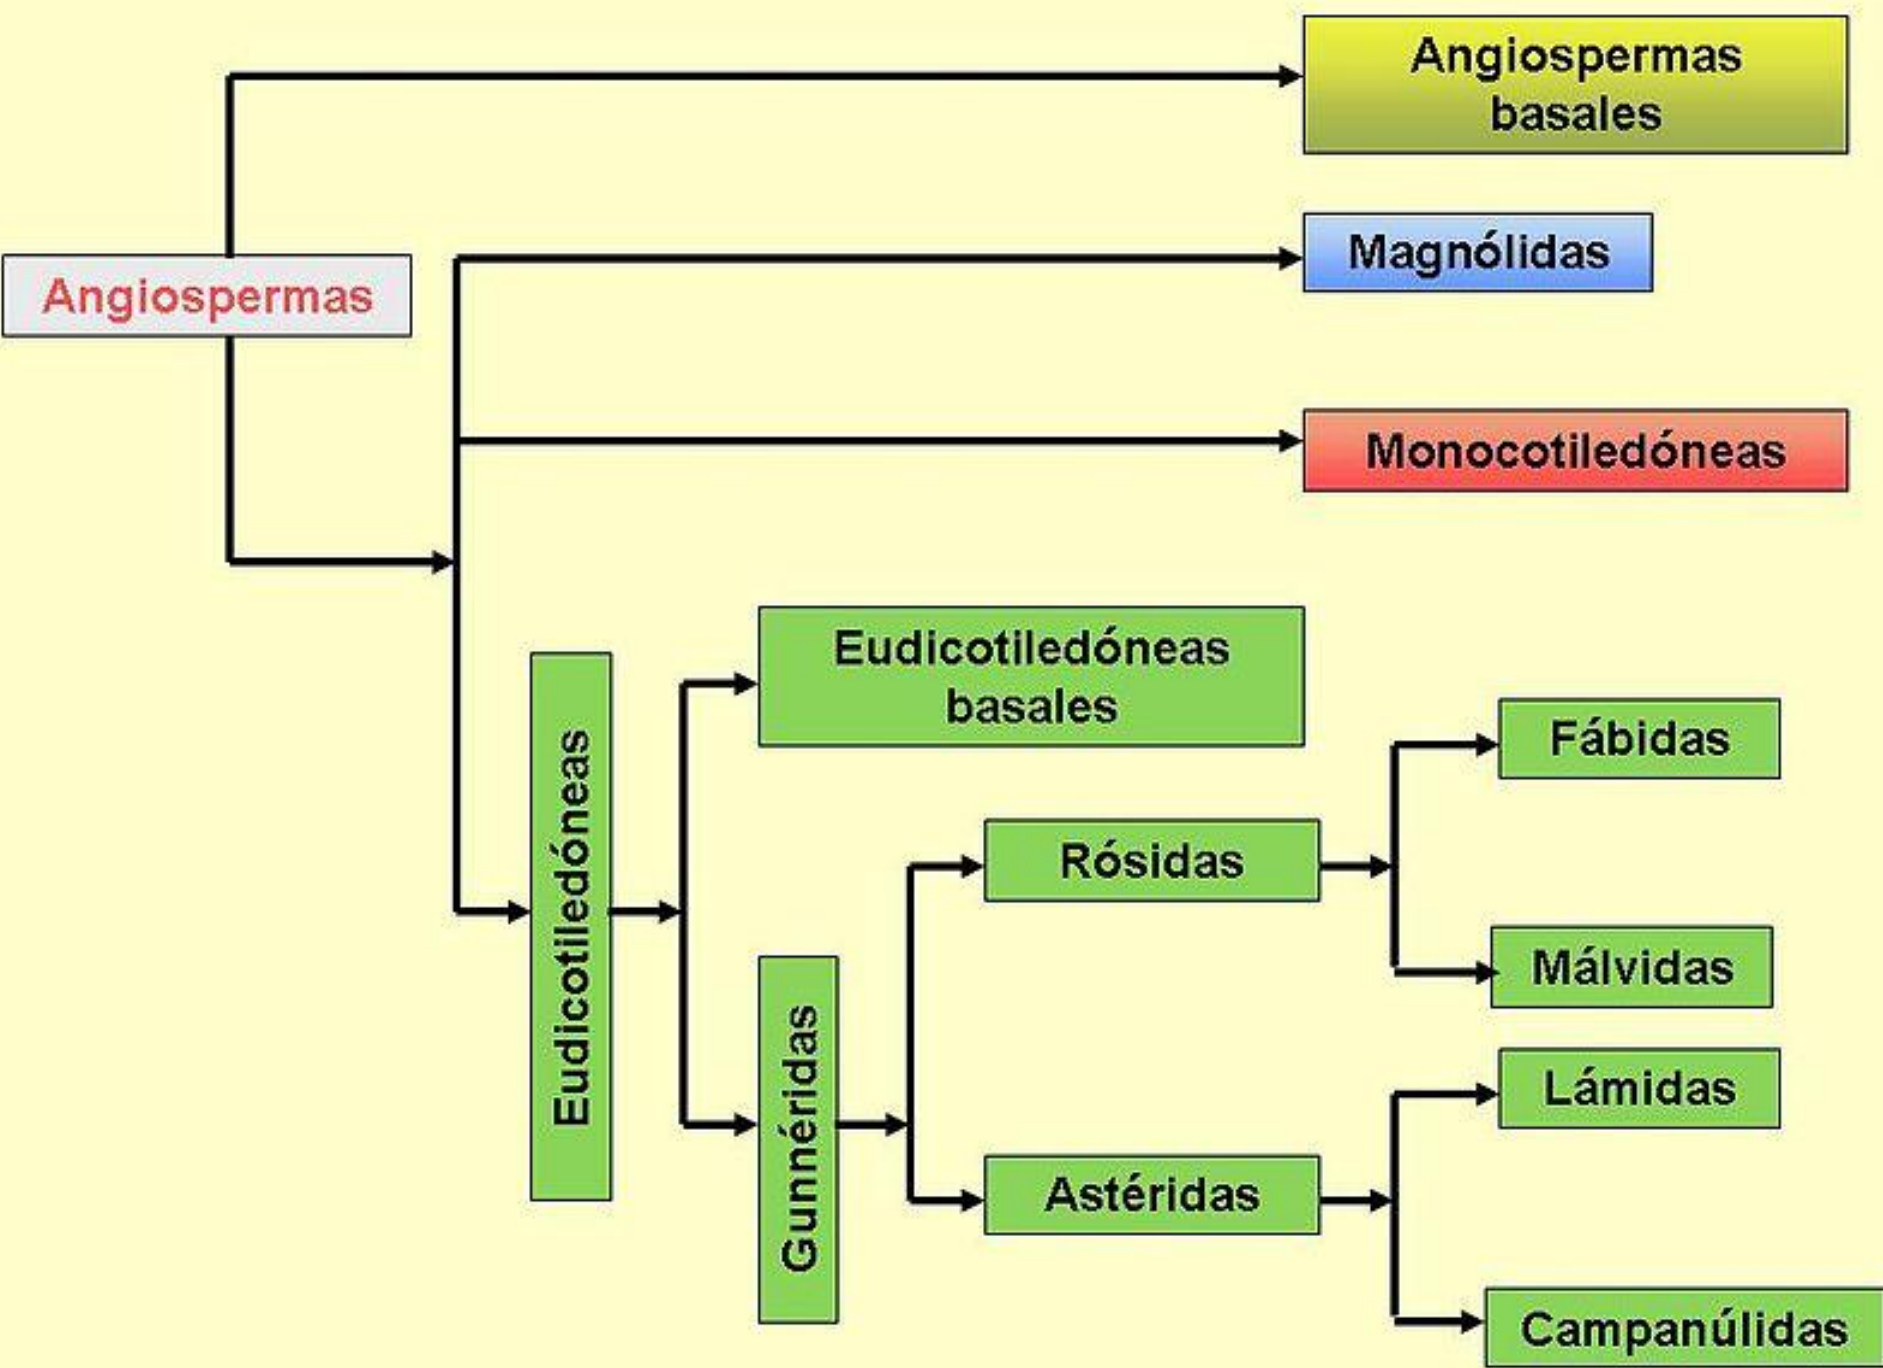 Angiospermas
basales
Magnólidas
Angiospermas
Monocotiledóneas
Eudicotiledóneas
Eudicotiledóneas
basales
Fábidas
Rósidas
Málvidas
Gunnéridas
Lámidas
Astéridas
Campanúlidas